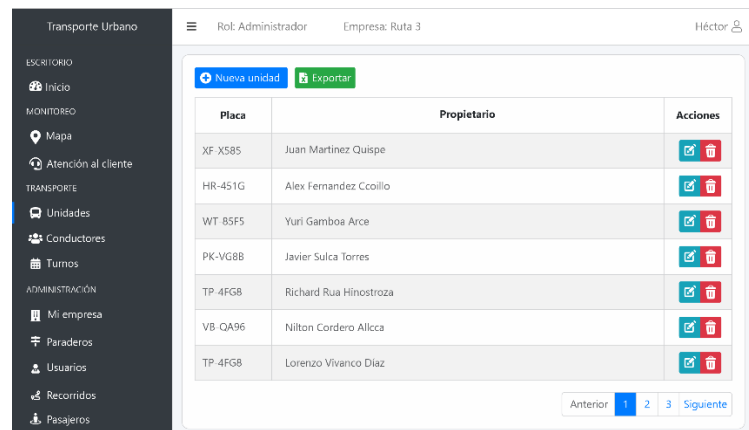 Transporte Urbano
Rol: Administrador Empresa: Ruta 3 Héctor
ESCRITORIO
Inicio
MONITOREO
Mapa
Atención al cliente
TRANSPORTE
Unidades
Conductores
Turnos
ADMINISTRACIÓN
Mi empresa
Paraderos
Usuarios
Recorridos
Pasajeros
Nueva unidad Exportar
Placa Propietario Acciones
XF-X585 Juan Martinez Quispe
HR-451G Alex Fernandez Ccoillo
WT-85F5 Yuri Gamboa Arce
PK-VG8B Javier Sulca Torres
TP-4FG8 Richard Rua Hinostroza
VB-QA96 Nilton Cordero Allcca
TP-4FG8 Lorenzo Vivanco Diaz
Anterior 1 2 3 Siguiente